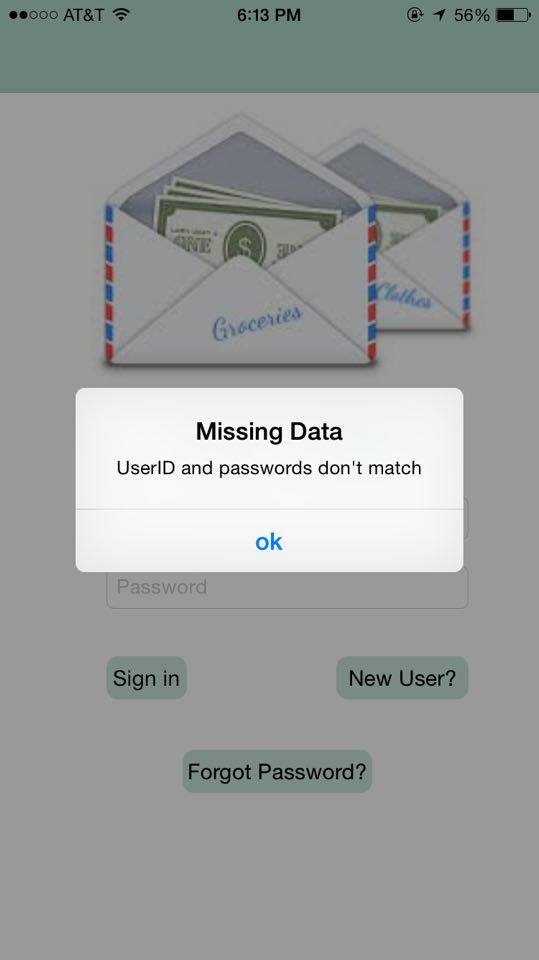 AT&T 6:13 PM 56%
ONE
Groceries
Clothes
Missing Data
UserID and passwords don't match
ok
Password
Sign in New User?
Forgot Password?